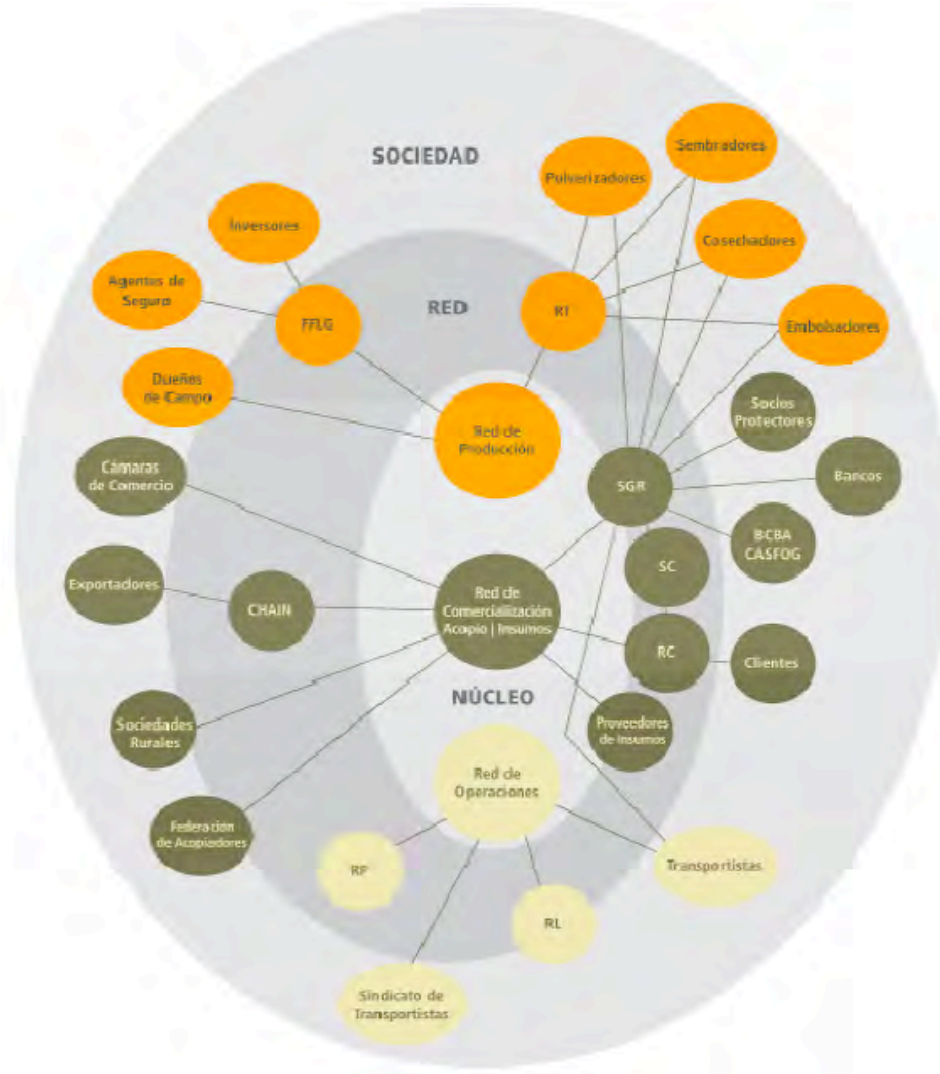 SOCIEDAD
Sembradores
Pulverizadores
Inversores
Cosechadores
Agentes de
Seguro
RED
FFLG
RT
Embolsadores
Dueños
de Campo
Red de
Producción
Socios
Protectores
Cámaras
de Comercio
SGR
Bancos
BCBA
CASFOG
SC
Exportadores
CHAIN
Red de
Comercialización
Acopio | Insumos
RC
Clientes
NÚCLEO
Sociedades
Rurales
Proveedores
de Insumos
Red de
Operaciones
Federación
de Acopiadores
RP
Transportistas
RL
Sindicato de
Transportistas